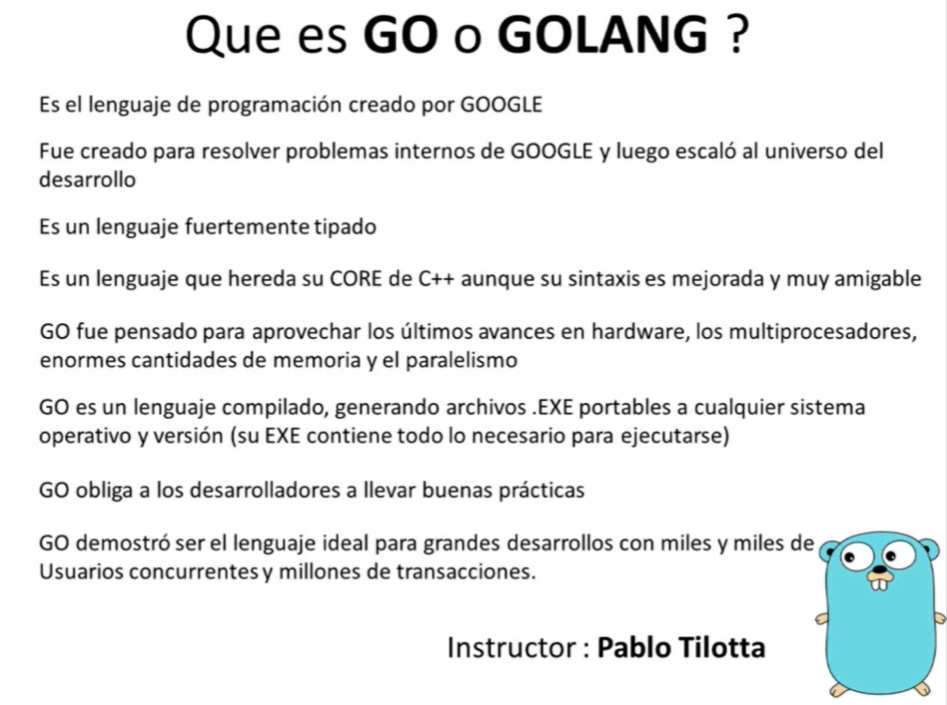 Que es GO o GOLANG ?
Es el lenguaje de programación creado por GOOGLE
Fue creado para resolver problemas internos de GOOGLE y luego escaló al universo del
desarrollo
Es un lenguaje fuertemente tipado
Es un lenguaje que hereda su CORE de C++ aunque su sintaxis es mejorada y muy amigable
GO fue pensado para aprovechar los últimos avances en hardware, los multiprocesadores,
enormes cantidades de memoria y el paralelismo
GO es un lenguaje compilado, generando archivos .EXE portables a cualquier sistema
operativo y versión (su EXE contiene todo lo necesario para ejecutarse)
GO obliga a los desarrolladores a llevar buenas prácticas
GO demostró ser el lenguaje ideal para grandes desarrollos con miles y miles de
Usuarios concurrentes y millones de transacciones.
Instructor : Pablo Tilotta